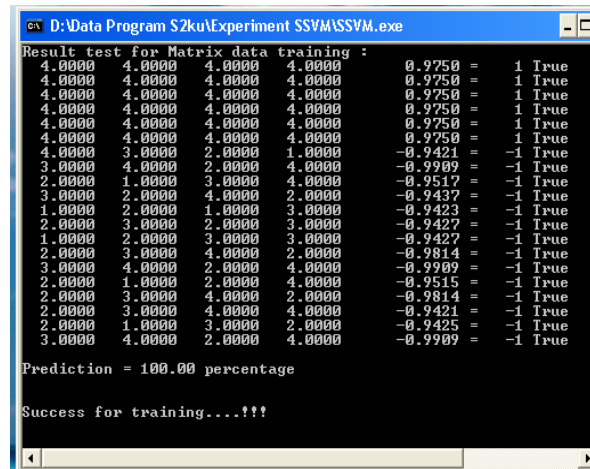 D:\Data Program S2ku\Experiment SSVM\SSVM.exe
Result test for Matrix data training :
4.0000 4.0000 4.0000 4.0000 0.9750 = 1 True
4.0000 4.0000 4.0000 4.0000 0.9750 = 1 True
4.0000 4.0000 4.0000 4.0000 0.9750 = 1 True
4.0000 4.0000 4.0000 4.0000 0.9750 = 1 True
4.0000 4.0000 4.0000 4.0000 0.9750 = 1 True
4.0000 4.0000 4.0000 4.0000 0.9750 = 1 True
4.0000 3.0000 2.0000 1.0000 -0.9421 = -1 True
3.0000 4.0000 2.0000 4.0000 -0.9909 = -1 True
2.0000 1.0000 3.0000 4.0000 -0.9517 = -1 True
3.0000 2.0000 4.0000 2.0000 -0.9437 = -1 True
1.0000 2.0000 1.0000 3.0000 -0.9423 = -1 True
2.0000 3.0000 2.0000 3.0000 -0.9427 = -1 True
1.0000 2.0000 3.0000 3.0000 -0.9427 = -1 True
2.0000 3.0000 4.0000 2.0000 -0.9814 = -1 True
3.0000 4.0000 2.0000 4.0000 -0.9909 = -1 True
2.0000 1.0000 4.0000 2.0000 -0.9515 = -1 True
2.0000 3.0000 4.0000 2.0000 -0.9814 = -1 True
2.0000 3.0000 4.0000 4.0000 -0.9421 = -1 True
2.0000 1.0000 3.0000 2.0000 -0.9425 = -1 True
3.0000 4.0000 2.0000 4.0000 -0.9909 = -1 True
Prediction = 100.00 percentage
Success for training....!!!